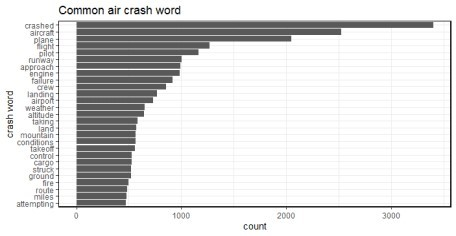 Common air crash word
crash word
crashed
aircraft
plane
flight
pilot
runway
approach
engine
failure
crew
landing
airport
weather
altitude
taking
land
mountain
conditions
takeoff
control
cargo
struck
ground
fire
route
miles
attempting
0 1000 2000 3000
count